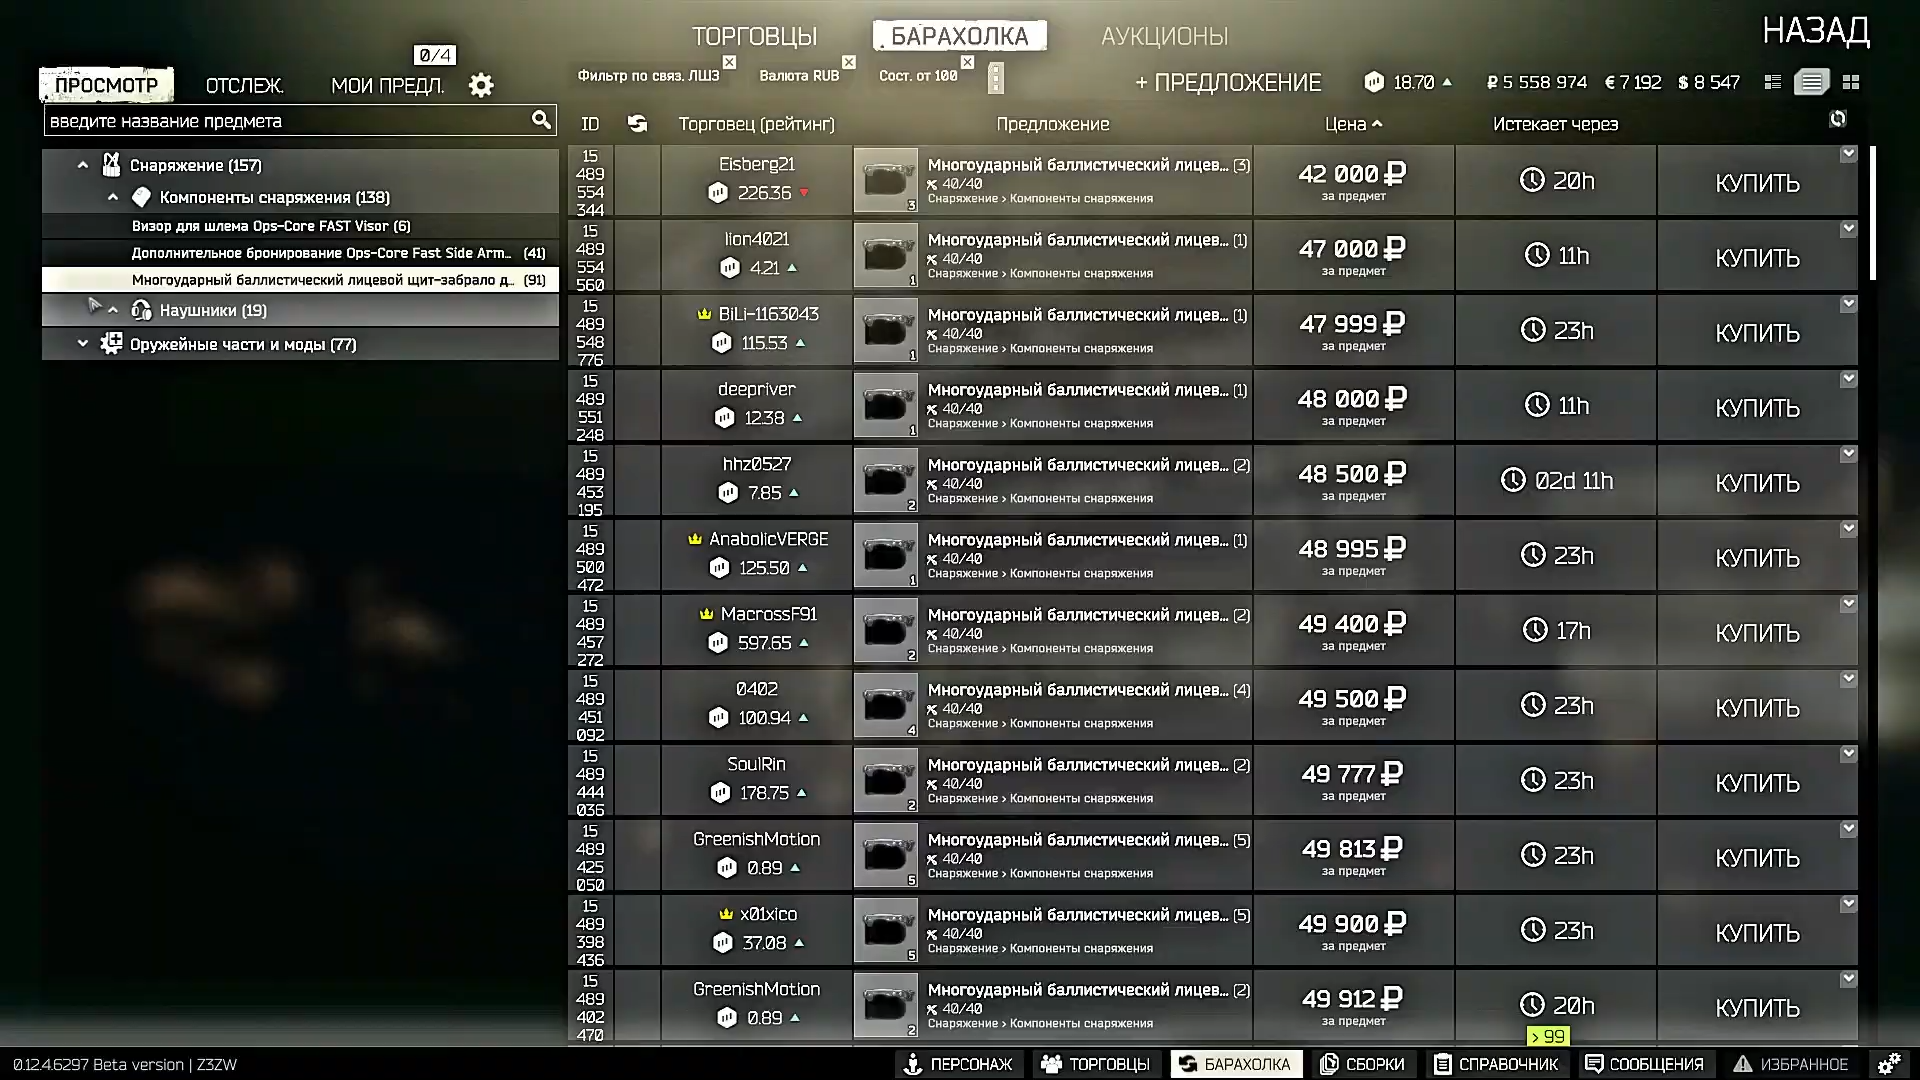 ТОРГОВЦЫ
БАРАХОЛКА
АУКЦИОНЫ
НАЗАД
0/4
ПРОСМОТР
ОТСЛЕЖ.
МОИ ПРЕДЛ.
Фильтр по связ. ЛШЗ
Валюта RUB
Сост. от 100
+ ПРЕДЛОЖЕНИЕ
18.70
₽ 5 558 974 € 7 192 $ 8 547
введите название предмета
ID
Торговец (рейтинг)
Предложение
Цена
Истекает через
Снаряжение (157)
Компоненты снаряжения (138)
Визор для шлема Ops-Core FAST Visor (6)
Дополнительное бронирование Ops-Core Fast Side Arm... (41)
Многоударный баллистический лицевой щит-забрало д... (91)
Наушники (19)
Оружейные части и моды (77)
15
489
554
344
Eisberg21
226.36
3
Многоударный баллистический лицев... (3)
40/40
Снаряжение > Компоненты снаряжения
42 000 ₽
за предмет
20h
КУПИТЬ
15
489
554
560
lion4021
4.21
1
Многоударный баллистический лицев... (1)
40/40
Снаряжение > Компоненты снаряжения
47 000 ₽
за предмет
11h
КУПИТЬ
15
489
548
776
BiLi-1163043
115.53
1
Многоударный баллистический лицев... (1)
40/40
Снаряжение > Компоненты снаряжения
47 999 ₽
за предмет
23h
КУПИТЬ
15
489
551
248
deepriver
12.38
1
Многоударный баллистический лицев... (1)
40/40
Снаряжение > Компоненты снаряжения
48 000 ₽
за предмет
11h
КУПИТЬ
15
489
453
195
hhz0527
7.85
2
Многоударный баллистический лицев... (2)
40/40
Снаряжение > Компоненты снаряжения
48 500 ₽
за предмет
02d 11h
КУПИТЬ
15
489
500
472
AnabolicVERGE
125.50
1
Многоударный баллистический лицев... (1)
40/40
Снаряжение > Компоненты снаряжения
48 995 ₽
за предмет
23h
КУПИТЬ
15
489
457
272
MacrossF91
597.65
2
Многоударный баллистический лицев... (2)
40/40
Снаряжение > Компоненты снаряжения
49 400 ₽
за предмет
17h
КУПИТЬ
15
489
451
092
0402
100.94
4
Многоударный баллистический лицев... (4)
40/40
Снаряжение > Компоненты снаряжения
49 500 ₽
за предмет
23h
КУПИТЬ
15
489
444
036
SoulRin
178.75
2
Многоударный баллистический лицев... (2)
40/40
Снаряжение > Компоненты снаряжения
49 777 ₽
за предмет
23h
КУПИТЬ
15
489
425
050
GreenishMotion
0.89
5
Многоударный баллистический лицев... (5)
40/40
Снаряжение > Компоненты снаряжения
49 813 ₽
за предмет
23h
КУПИТЬ
15
489
398
436
x01xico
37.08
5
Многоударный баллистический лицев... (5)
40/40
Снаряжение > Компоненты снаряжения
49 900 ₽
за предмет
23h
КУПИТЬ
15
489
402
470
GreenishMotion
0.89
2
Многоударный баллистический лицев... (2)
40/40
Снаряжение > Компоненты снаряжения
49 912 ₽
за предмет
20h
КУПИТЬ
> 99
0.12.4.6297 Beta version | Z3ZW
ПЕРСОНАЖ
ТОРГОВЦЫ
БАРАХОЛКА
СБОРКИ
СПРАВОЧНИК
СООБЩЕНИЯ
ИЗБРАННОЕ